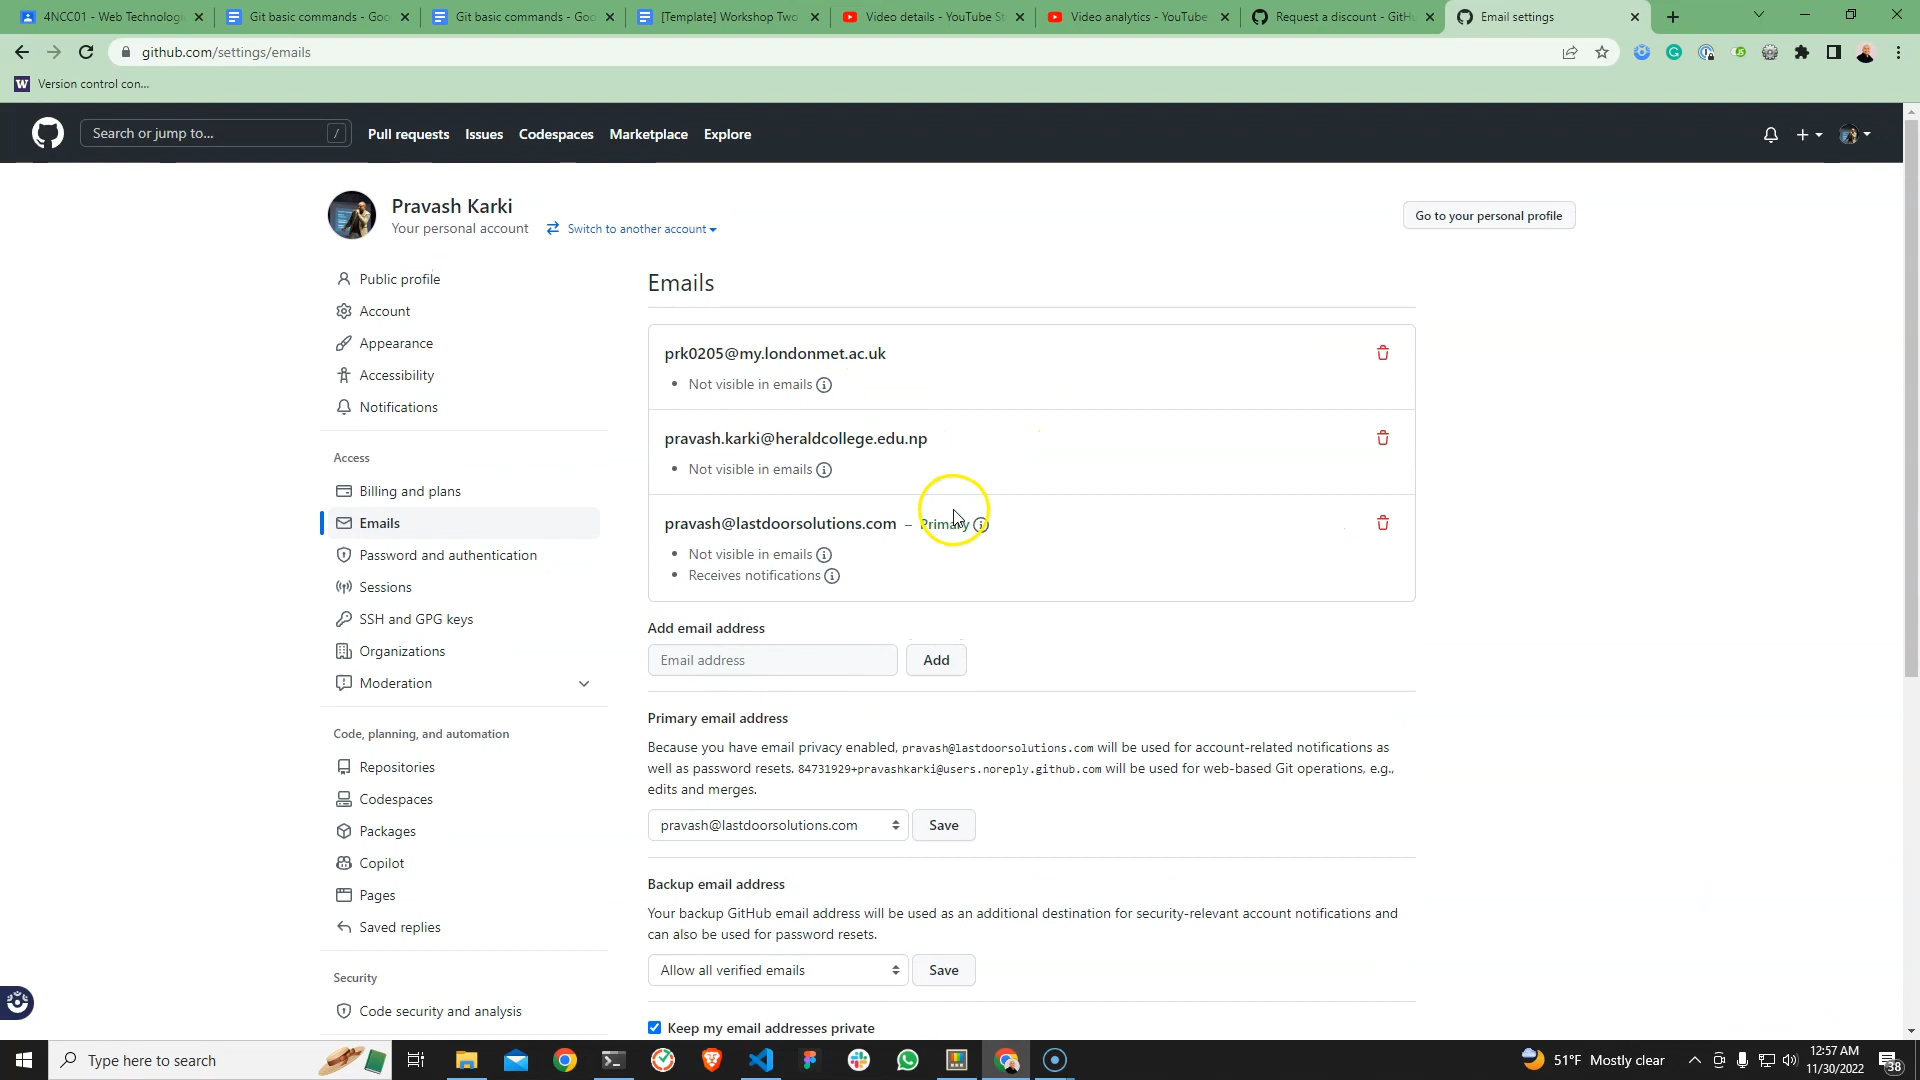 4NCC01 - Web Technologi
Git basic commands - Goo
Git basic commands - Goo
[Template] Workshop Two
Video details - YouTube St
Video analytics - YouTube
Request a discount - GitHu
Email settings
github.com/settings/emails
W Version control con...
Search or jump to... /
Pull requests Issues Codespaces Marketplace Explore
Pravash Karki
Your personal account Switch to another account
Go to your personal profile
Public profile
Account
Appearance
Accessibility
Notifications
Access
Billing and plans
Emails
Password and authentication
Sessions
SSH and GPG keys
Organizations
Moderation
Code, planning, and automation
Repositories
Codespaces
Packages
Copilot
Pages
Saved replies
Security
Code security and analysis
Emails
prk0205@my.londonmet.ac.uk
• Not visible in emails
pravash.karki@heraldcollege.edu.np
• Not visible in emails
pravash@lastdoorsolutions.com – Primary
• Not visible in emails
• Receives notifications
Add email address
Email address Add
Primary email address
Because you have email privacy enabled, pravash@lastdoorsolutions.com will be used for account-related notifications as
well as password resets. 84731929+pravashkarki@users.noreply.github.com will be used for web-based Git operations, e.g.,
edits and merges.
pravash@lastdoorsolutions.com Save
Backup email address
Your backup GitHub email address will be used as an additional destination for security-relevant account notifications and
can also be used for password resets.
Allow all verified emails Save
Keep my email addresses private
Type here to search
51°F Mostly clear
12:57 AM
11/30/2022
38